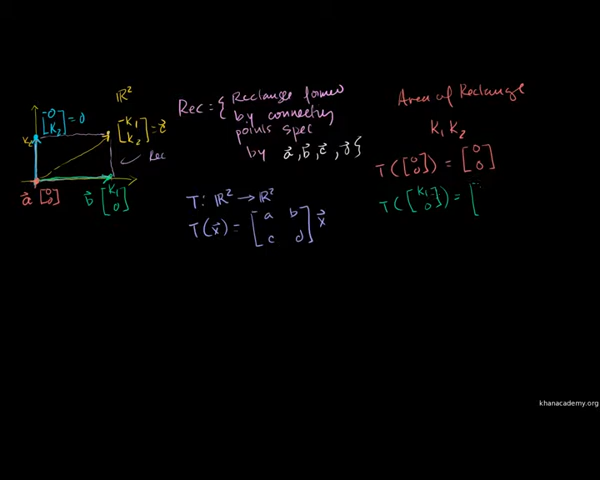 ℝ²
[0 K₂] = d
K₂
[K₁ K₂] = c⃗
Rec
a⃗ [0 0]
b⃗ [K₁ 0]
Rec = { Rectangle formed
by connecting
points spec
by a⃗, b⃗, c⃗, d⃗ }
T: ℝ² → ℝ²
T(x⃗) = [a b c d] x⃗
Area of Rectangle
K₁ K₂
T([0 0]) = [0 0]
T([K₁ 0]) = [
khanacademy.org